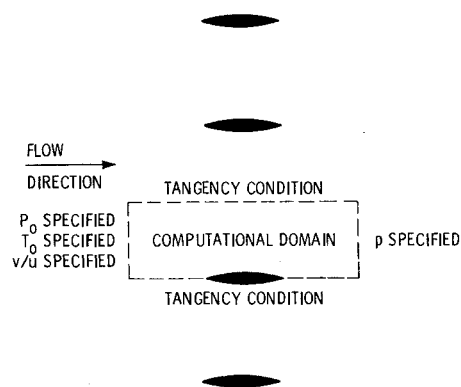 FLOW
DIRECTION
TANGENCY CONDITION
P₀ SPECIFIED
T₀ SPECIFIED
v/u SPECIFIED
COMPUTATIONAL DOMAIN
p SPECIFIED
TANGENCY CONDITION